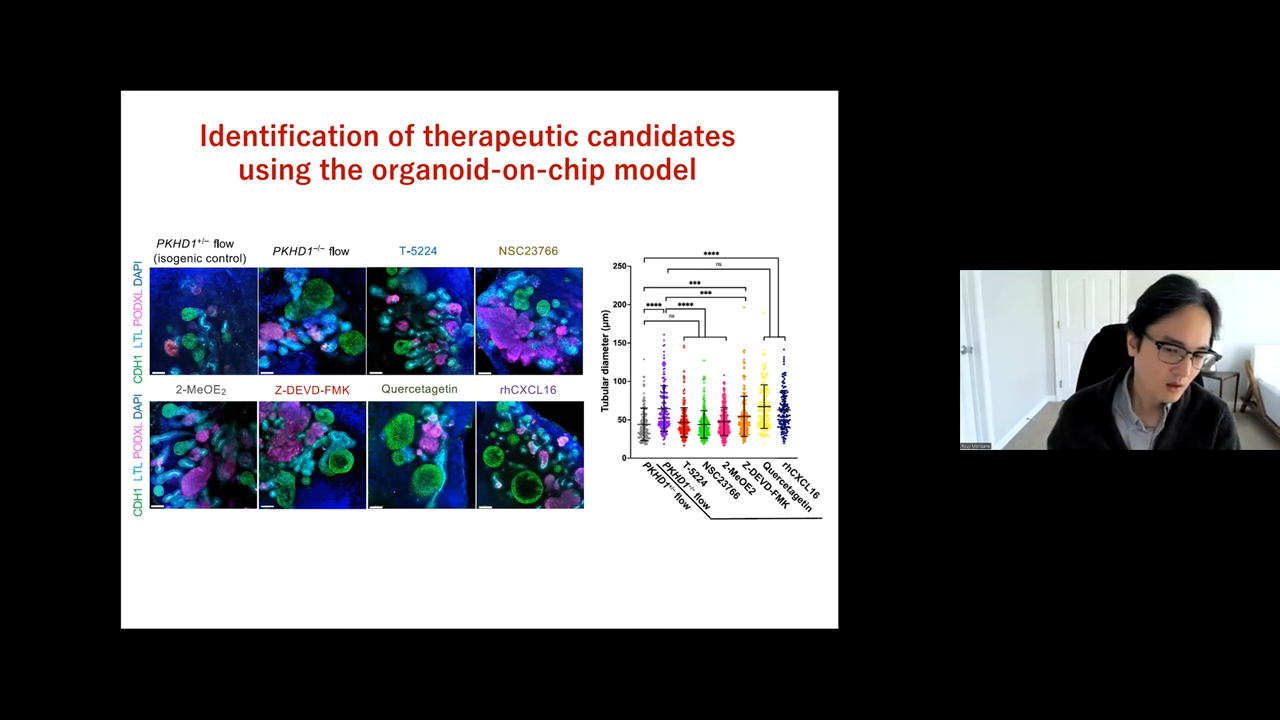 Identification of therapeutic candidates
using the organoid-on-chip model
PKHD1+/− flow
(isogenic control)
PKHD1−/− flow
T-5224
NSC23766
CDH1 LTL PODXL DAPI
2-MeOE2
Z-DEVD-FMK
Quercetagetin
rhCXCL16
CDH1 LTL PODXL DAPI
Tubular diameter (μm)
250
200
150
100
50
0
****
ns
***
***
**** ****
ns
PKHD1+/− flow
PKHD1−/− flow
T-5224
NSC23766
2-MeOE2
Z-DEVD-FMK
Quercetagetin
rhCXCL16